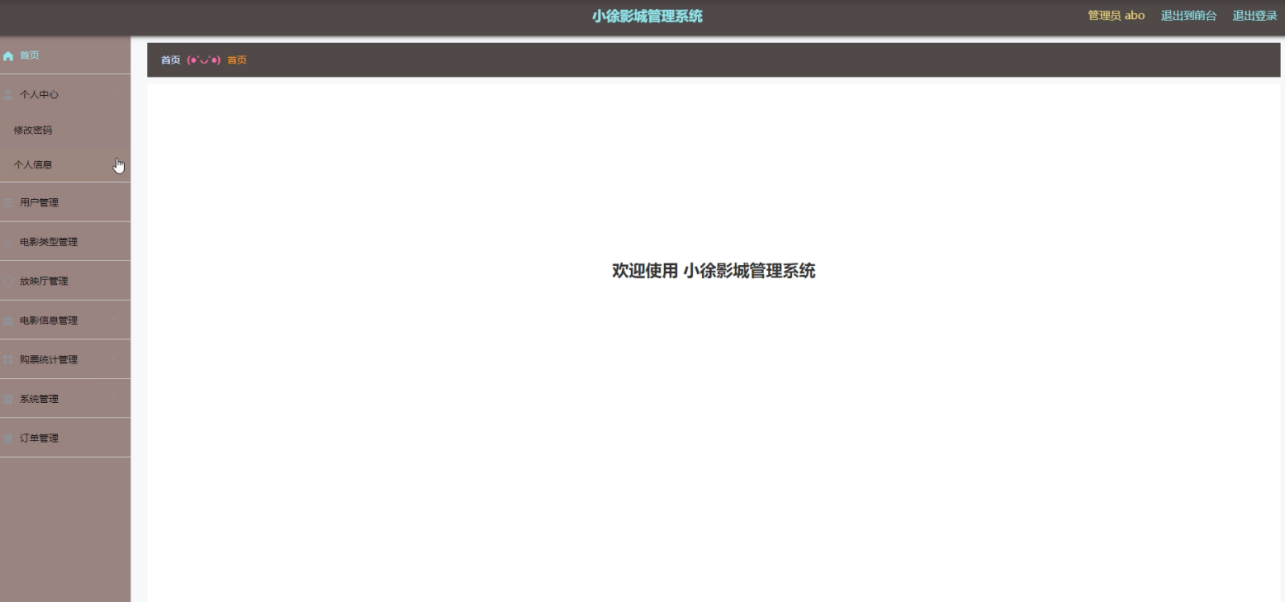 小徐影城管理系统
管理员 abo 退出到前台 退出登录
首页
个人中心
修改密码
个人信息
用户管理
电影类型管理
放映厅管理
电影信息管理
购票统计管理
系统管理
订单管理
首页 (●'◡'●) 首页
欢迎使用 小徐影城管理系统